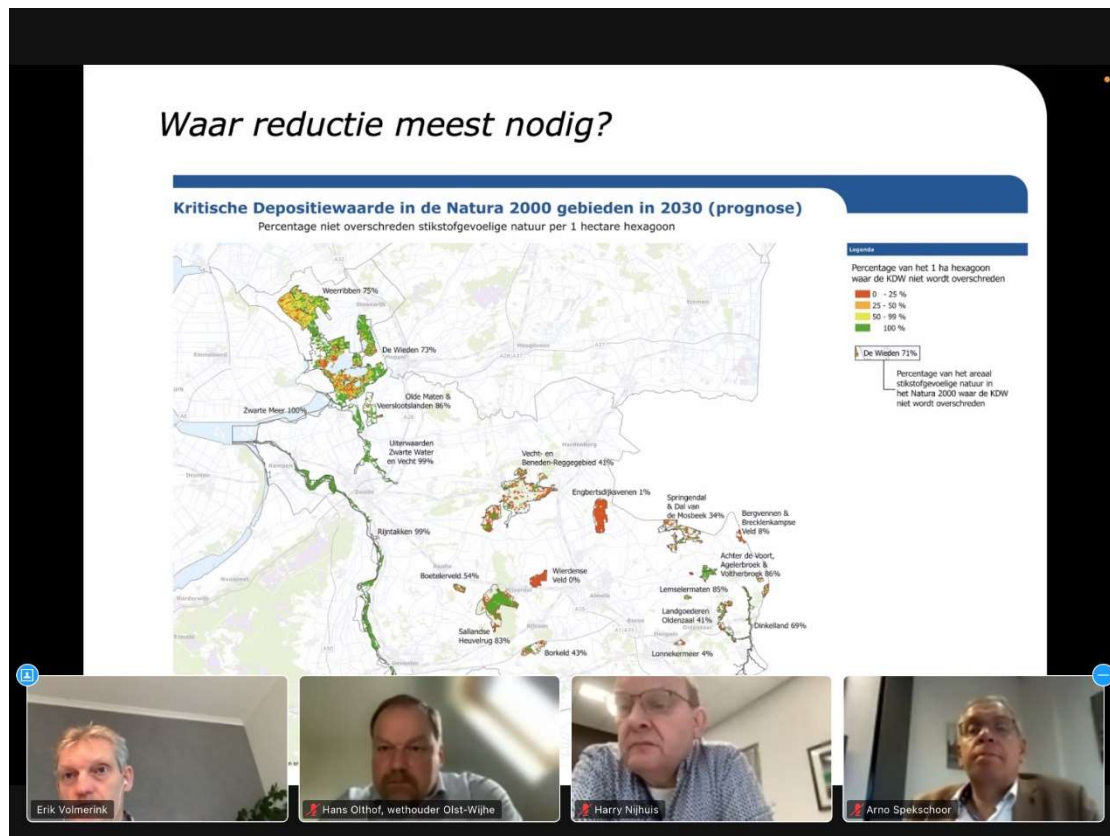 Waar reductie meest nodig?
Kritische Depositiewaarde in de Natura 2000 gebieden in 2030 (prognose)
Percentage niet overschreden stikstofgevoelige natuur per 1 hectare hexagoon
Legenda
Percentage van het 1 ha hexagoon
waar de KDW niet wordt overschreden
0 - 25 %
25 - 50 %
50 - 99 %
100 %
De Wieden 71%
Percentage van het areaal
stikstofgevoelige natuur in
het Natura 2000 waar de KDW
niet wordt overschreden
Weerribben 75%
De Wieden 73%
Olde Maten &
Veerslootslanden 86%
Zwarte Meer 100%
Uiterwaarden
Zwarte Water
en Vecht 99%
Vecht- en
Beneden-Reggegebied 41%
Hardenberg
Engbertsdijksvenen 1%
Springendal
& Dal van
de Mosbeek 34%
Bergvennen &
Brecklenkampse
Veld 8%
Kampen
Zwolle
Rijntakken 99%
Achter de Voort,
Agelerbroek &
Voltherbroek 86%
Boetelerveld 54%
Wierdense
Veld 0%
Lemselermaten 85%
Almelo
Landgoederen
Oldenzaal 41%
Dinkelland 69%
Sallandse
Heuvelrug 83%
Borkeld 43%
Lonnekermeer 4%
Deventer
Erik Volmerink
Hans Olthof, wethouder Olst-Wijhe
Harry Nijhuis
Arno Spekschoor